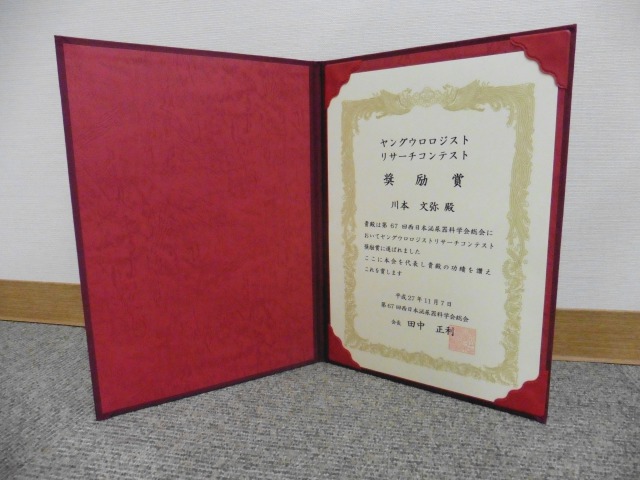 ヤングウロロジスト
リサーチコンテスト
奨励賞
川本 文弥 殿
貴殿は第67回西日本泌尿器科学会総会に
おいてヤングウロロジストリサーチコンテスト
奨励賞に選ばれました
ここに本会を代表し貴殿の功績を讃え
これを賞します
平成27年11月7日
第67回西日本泌尿器科学会総会
会長 田中 正利